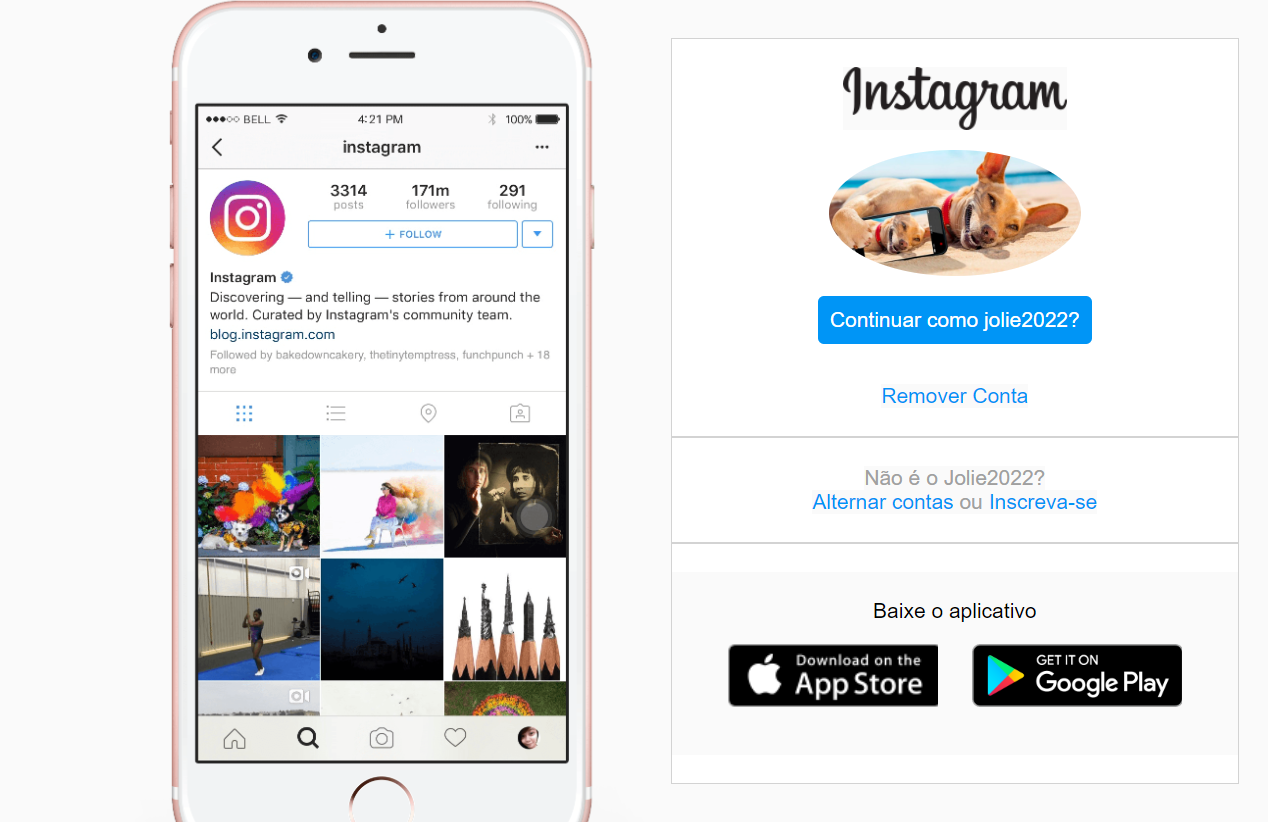 BELL
4:21 PM
100%
instagram
3314
171m
291
posts
followers
following
+ FOLLOW
Instagram
Discovering — and telling — stories from around the
world. Curated by Instagram's community team.
blog.instagram.com
Followed by bakedowncakery, thetinytemptress, funchpunch + 18
more
Instagram
Continuar como jolie2022?
Remover Conta
Não é o Jolie2022?
Alternar contas ou Inscreva-se
Baixe o aplicativo
Download on the
App Store
GET IT ON
Google Play